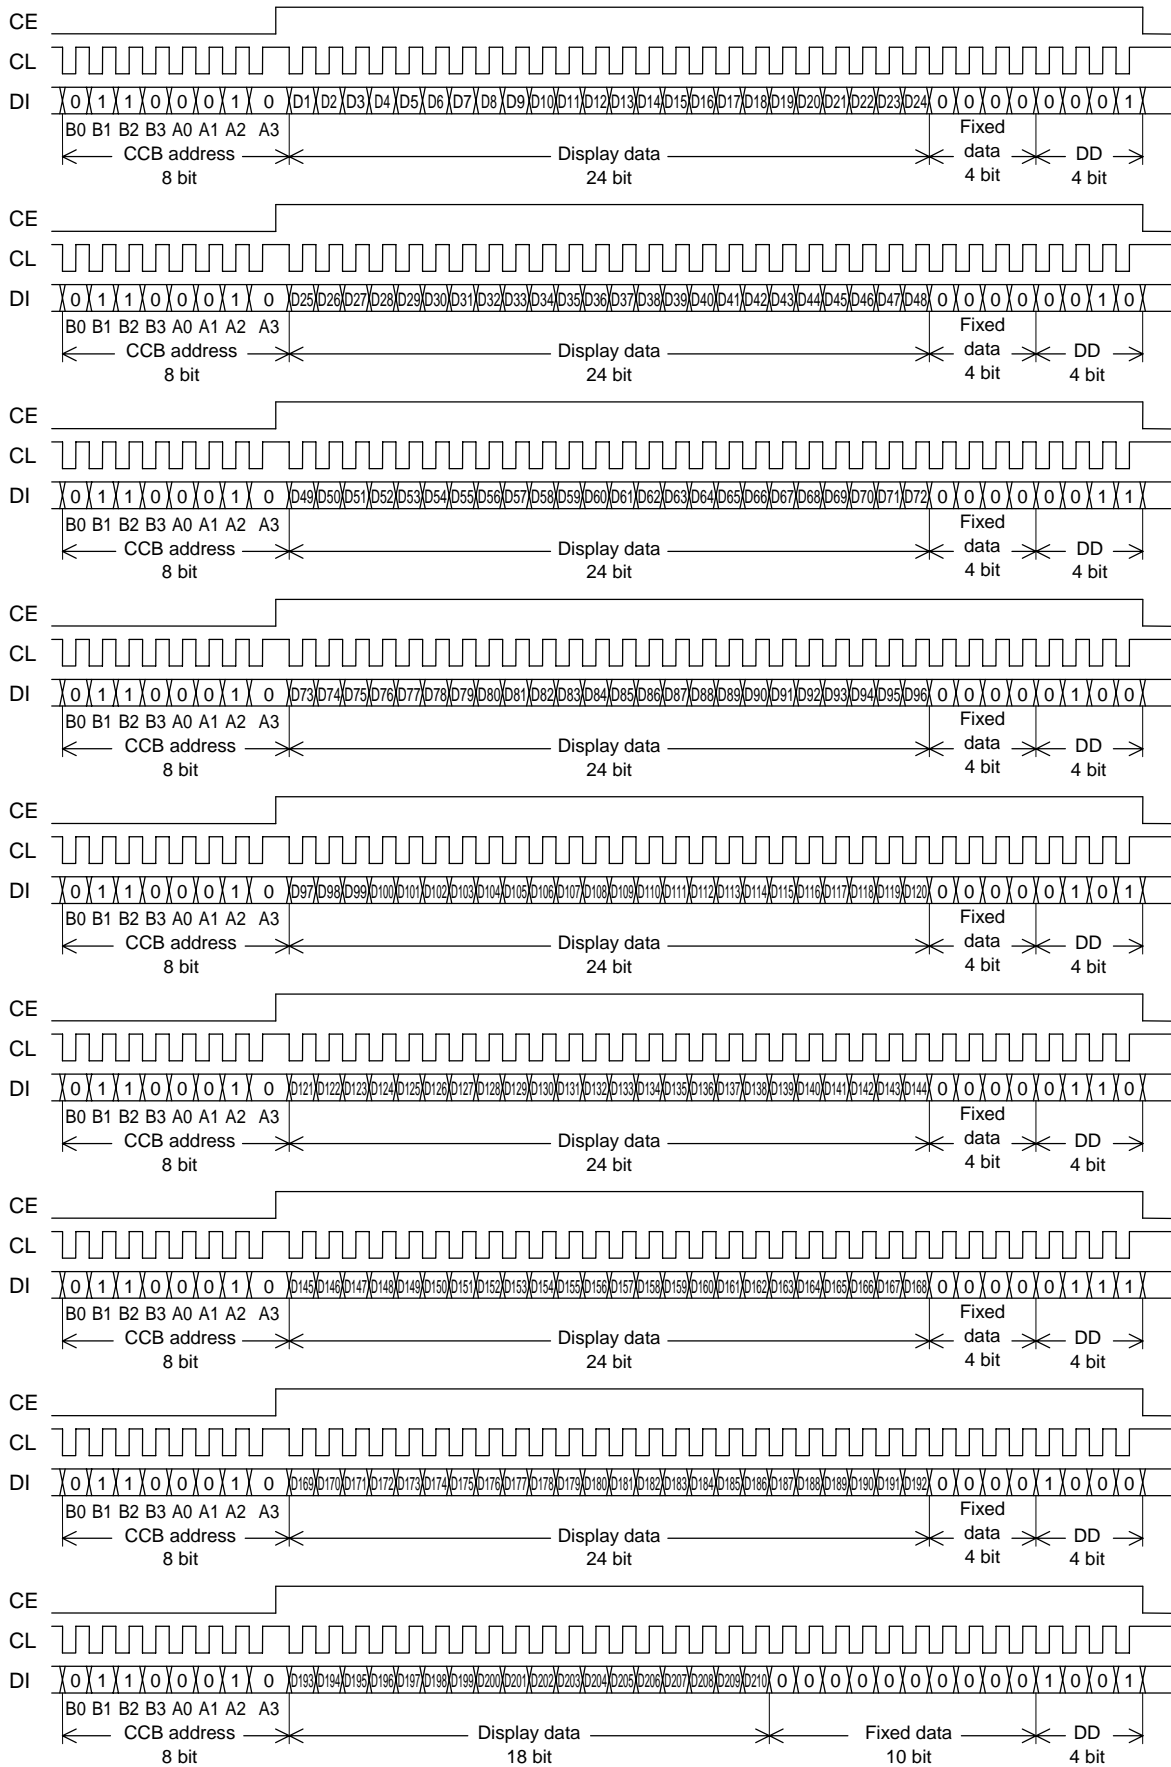 CE
CL
DI 0 1 1 0 0 0 1 0 D1 D2 D3 D4 D5 D6 D7 D8 D9 D10 D11 D12 D13 D14 D15 D16 D17 D18 D19 D20 D21 D22 D23 D24 0 0 0 0 0 0 0 1
B0 B1 B2 B3 A0 A1 A2 A3 Fixed
CCB address Display data data DD
8 bit 24 bit 4 bit 4 bit
CE
CL
DI 0 1 1 0 0 0 1 0 D25 D26 D27 D28 D29 D30 D31 D32 D33 D34 D35 D36 D37 D38 D39 D40 D41 D42 D43 D44 D45 D46 D47 D48 0 0 0 0 0 0 1 0
B0 B1 B2 B3 A0 A1 A2 A3 Fixed
CCB address Display data data DD
8 bit 24 bit 4 bit 4 bit
CE
CL
DI 0 1 1 0 0 0 1 0 D49 D50 D51 D52 D53 D54 D55 D56 D57 D58 D59 D60 D61 D62 D63 D64 D65 D66 D67 D68 D69 D70 D71 D72 0 0 0 0 0 0 1 1
B0 B1 B2 B3 A0 A1 A2 A3 Fixed
CCB address Display data data DD
8 bit 24 bit 4 bit 4 bit
CE
CL
DI 0 1 1 0 0 0 1 0 D73 D74 D75 D76 D77 D78 D79 D80 D81 D82 D83 D84 D85 D86 D87 D88 D89 D90 D91 D92 D93 D94 D95 D96 0 0 0 0 0 1 0 0
B0 B1 B2 B3 A0 A1 A2 A3 Fixed
CCB address Display data data DD
8 bit 24 bit 4 bit 4 bit
CE
CL
DI 0 1 1 0 0 0 1 0 D97 D98 D99 D100 D101 D102 D103 D104 D105 D106 D107 D108 D109 D110 D111 D112 D113 D114 D115 D116 D117 D118 D119 D120 0 0 0 0 0 1 0 1
B0 B1 B2 B3 A0 A1 A2 A3 Fixed
CCB address Display data data DD
8 bit 24 bit 4 bit 4 bit
CE
CL
DI 0 1 1 0 0 0 1 0 D121 D122 D123 D124 D125 D126 D127 D128 D129 D130 D131 D132 D133 D134 D135 D136 D137 D138 D139 D140 D141 D142 D143 D144 0 0 0 0 0 1 1 0
B0 B1 B2 B3 A0 A1 A2 A3 Fixed
CCB address Display data data DD
8 bit 24 bit 4 bit 4 bit
CE
CL
DI 0 1 1 0 0 0 1 0 D145 D146 D147 D148 D149 D150 D151 D152 D153 D154 D155 D156 D157 D158 D159 D160 D161 D162 D163 D164 D165 D166 D167 D168 0 0 0 0 0 1 1 1
B0 B1 B2 B3 A0 A1 A2 A3 Fixed
CCB address Display data data DD
8 bit 24 bit 4 bit 4 bit
CE
CL
DI 0 1 1 0 0 0 1 0 D169 D170 D171 D172 D173 D174 D175 D176 D177 D178 D179 D180 D181 D182 D183 D184 D185 D186 D187 D188 D189 D190 D191 D192 0 0 0 0 1 0 0 0
B0 B1 B2 B3 A0 A1 A2 A3 Fixed
CCB address Display data data DD
8 bit 24 bit 4 bit 4 bit
CE
CL
DI 0 1 1 0 0 0 1 0 D193 D194 D195 D196 D197 D198 D199 D200 D201 D202 D203 D204 D205 D206 D207 D208 D209 D210 0 0 0 0 0 0 0 0 0 0 1 0 0 1
B0 B1 B2 B3 A0 A1 A2 A3
CCB address Display data Fixed data DD
8 bit 18 bit 10 bit 4 bit